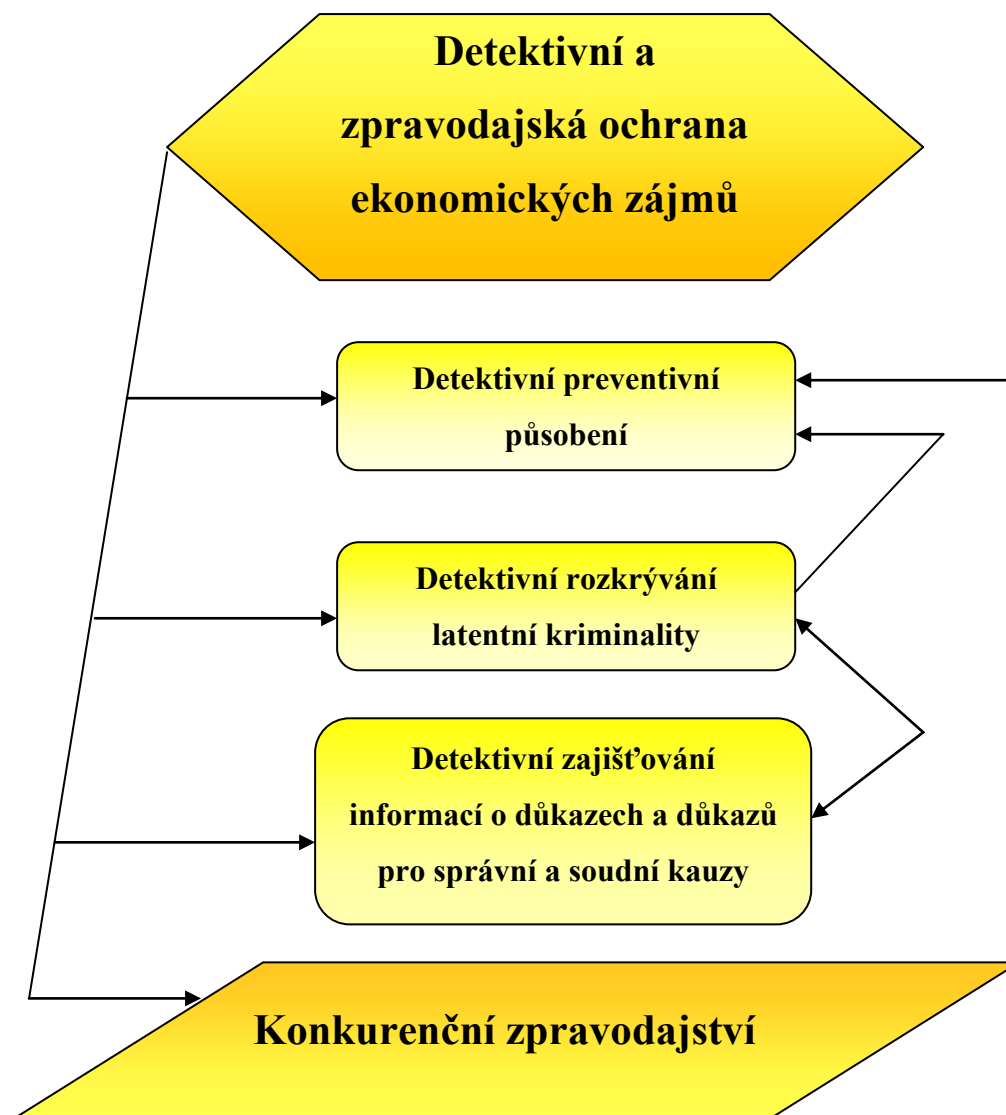 Detektivní a
zpravodajská ochrana
ekonomických zájmů
Detektivní preventivní
působení
Detektivní rozkrývání
latentní kriminality
Detektivní zajišťování
informací o důkazech a důkazů
pro správní a soudní kauzy
Konkurenční zpravodajství